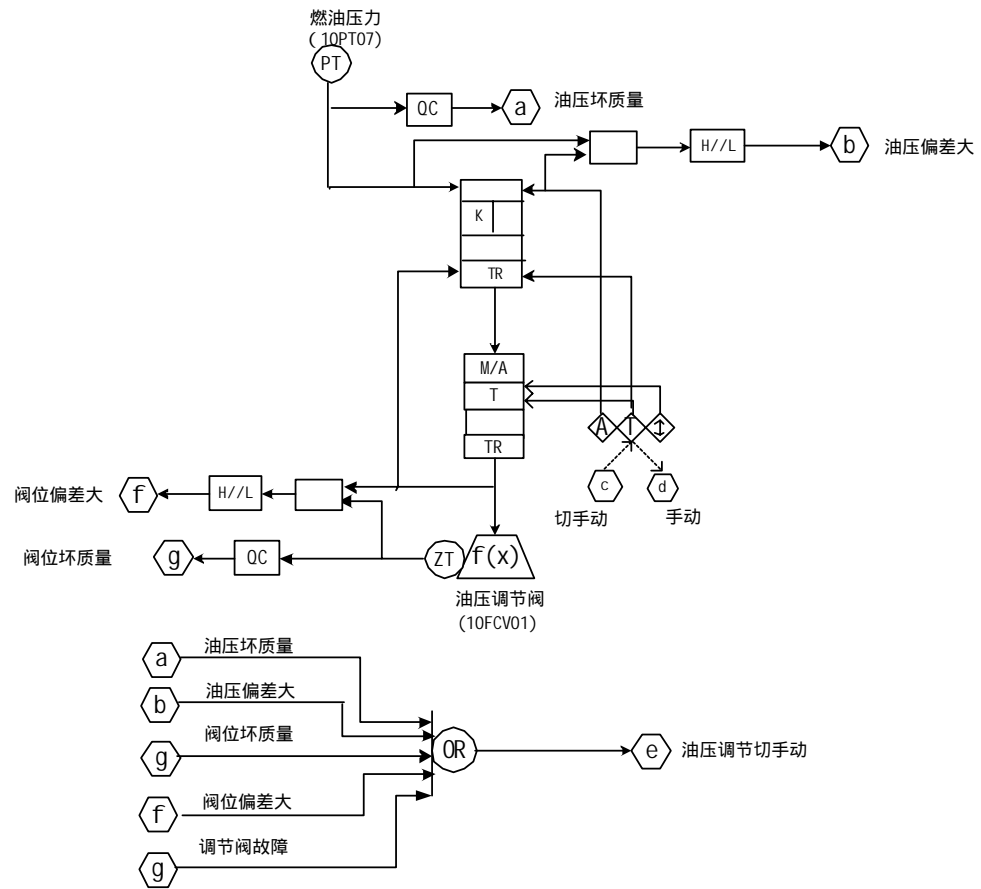 燃油压力
( 10PT07)
PT
QC
a
油压坏质量
H//L
b
油压偏差大
K
TR
M/A
T
TR
A
T
c
d
切手动
手动
阀位偏差大
f
H//L
阀位坏质量
g
QC
ZT
f(x)
油压调节阀
(10FCV01)
a
油压坏质量
b
油压偏差大
g
阀位坏质量
OR
e
油压调节切手动
f
阀位偏差大
g
调节阀故障